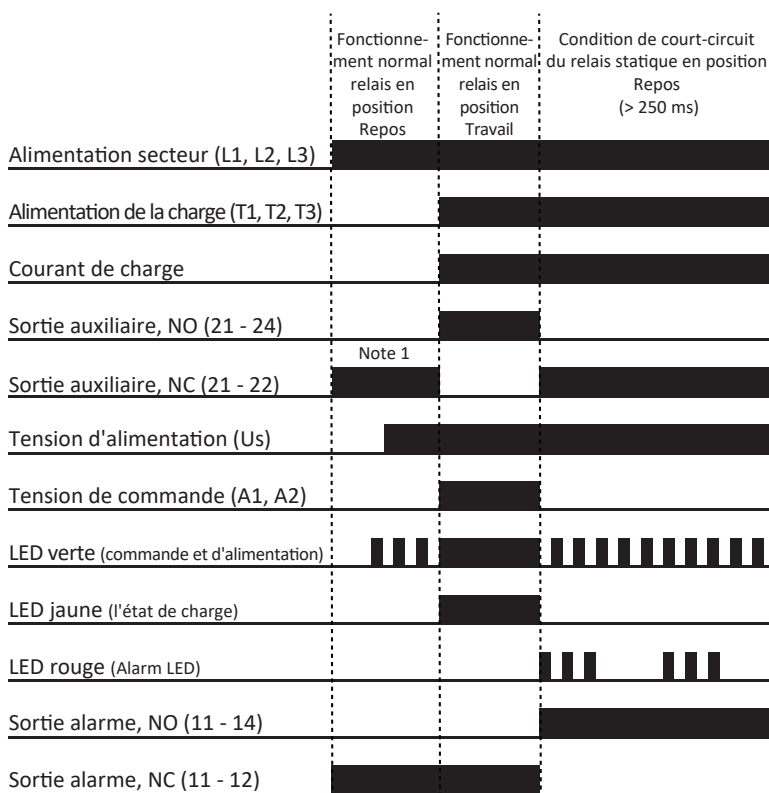 Fonctionne-
ment normal
relais en
position
Repos
Fonctionne-
ment normal
relais en
position
Travail
Condition de court-circuit
du relais statique en position
Repos
(> 250 ms)
Alimentation secteur (L1, L2, L3)
Alimentation de la charge (T1, T2, T3)
Courant de charge
Sortie auxiliaire, NO (21 - 24)
Note 1
Sortie auxiliaire, NC (21 - 22)
Tension d'alimentation (Us)
Tension de commande (A1, A2)
LED verte (commande et d'alimentation)
LED jaune (l'état de charge)
LED rouge (Alarm LED)
Sortie alarme, NO (11 - 14)
Sortie alarme, NC (11 - 12)